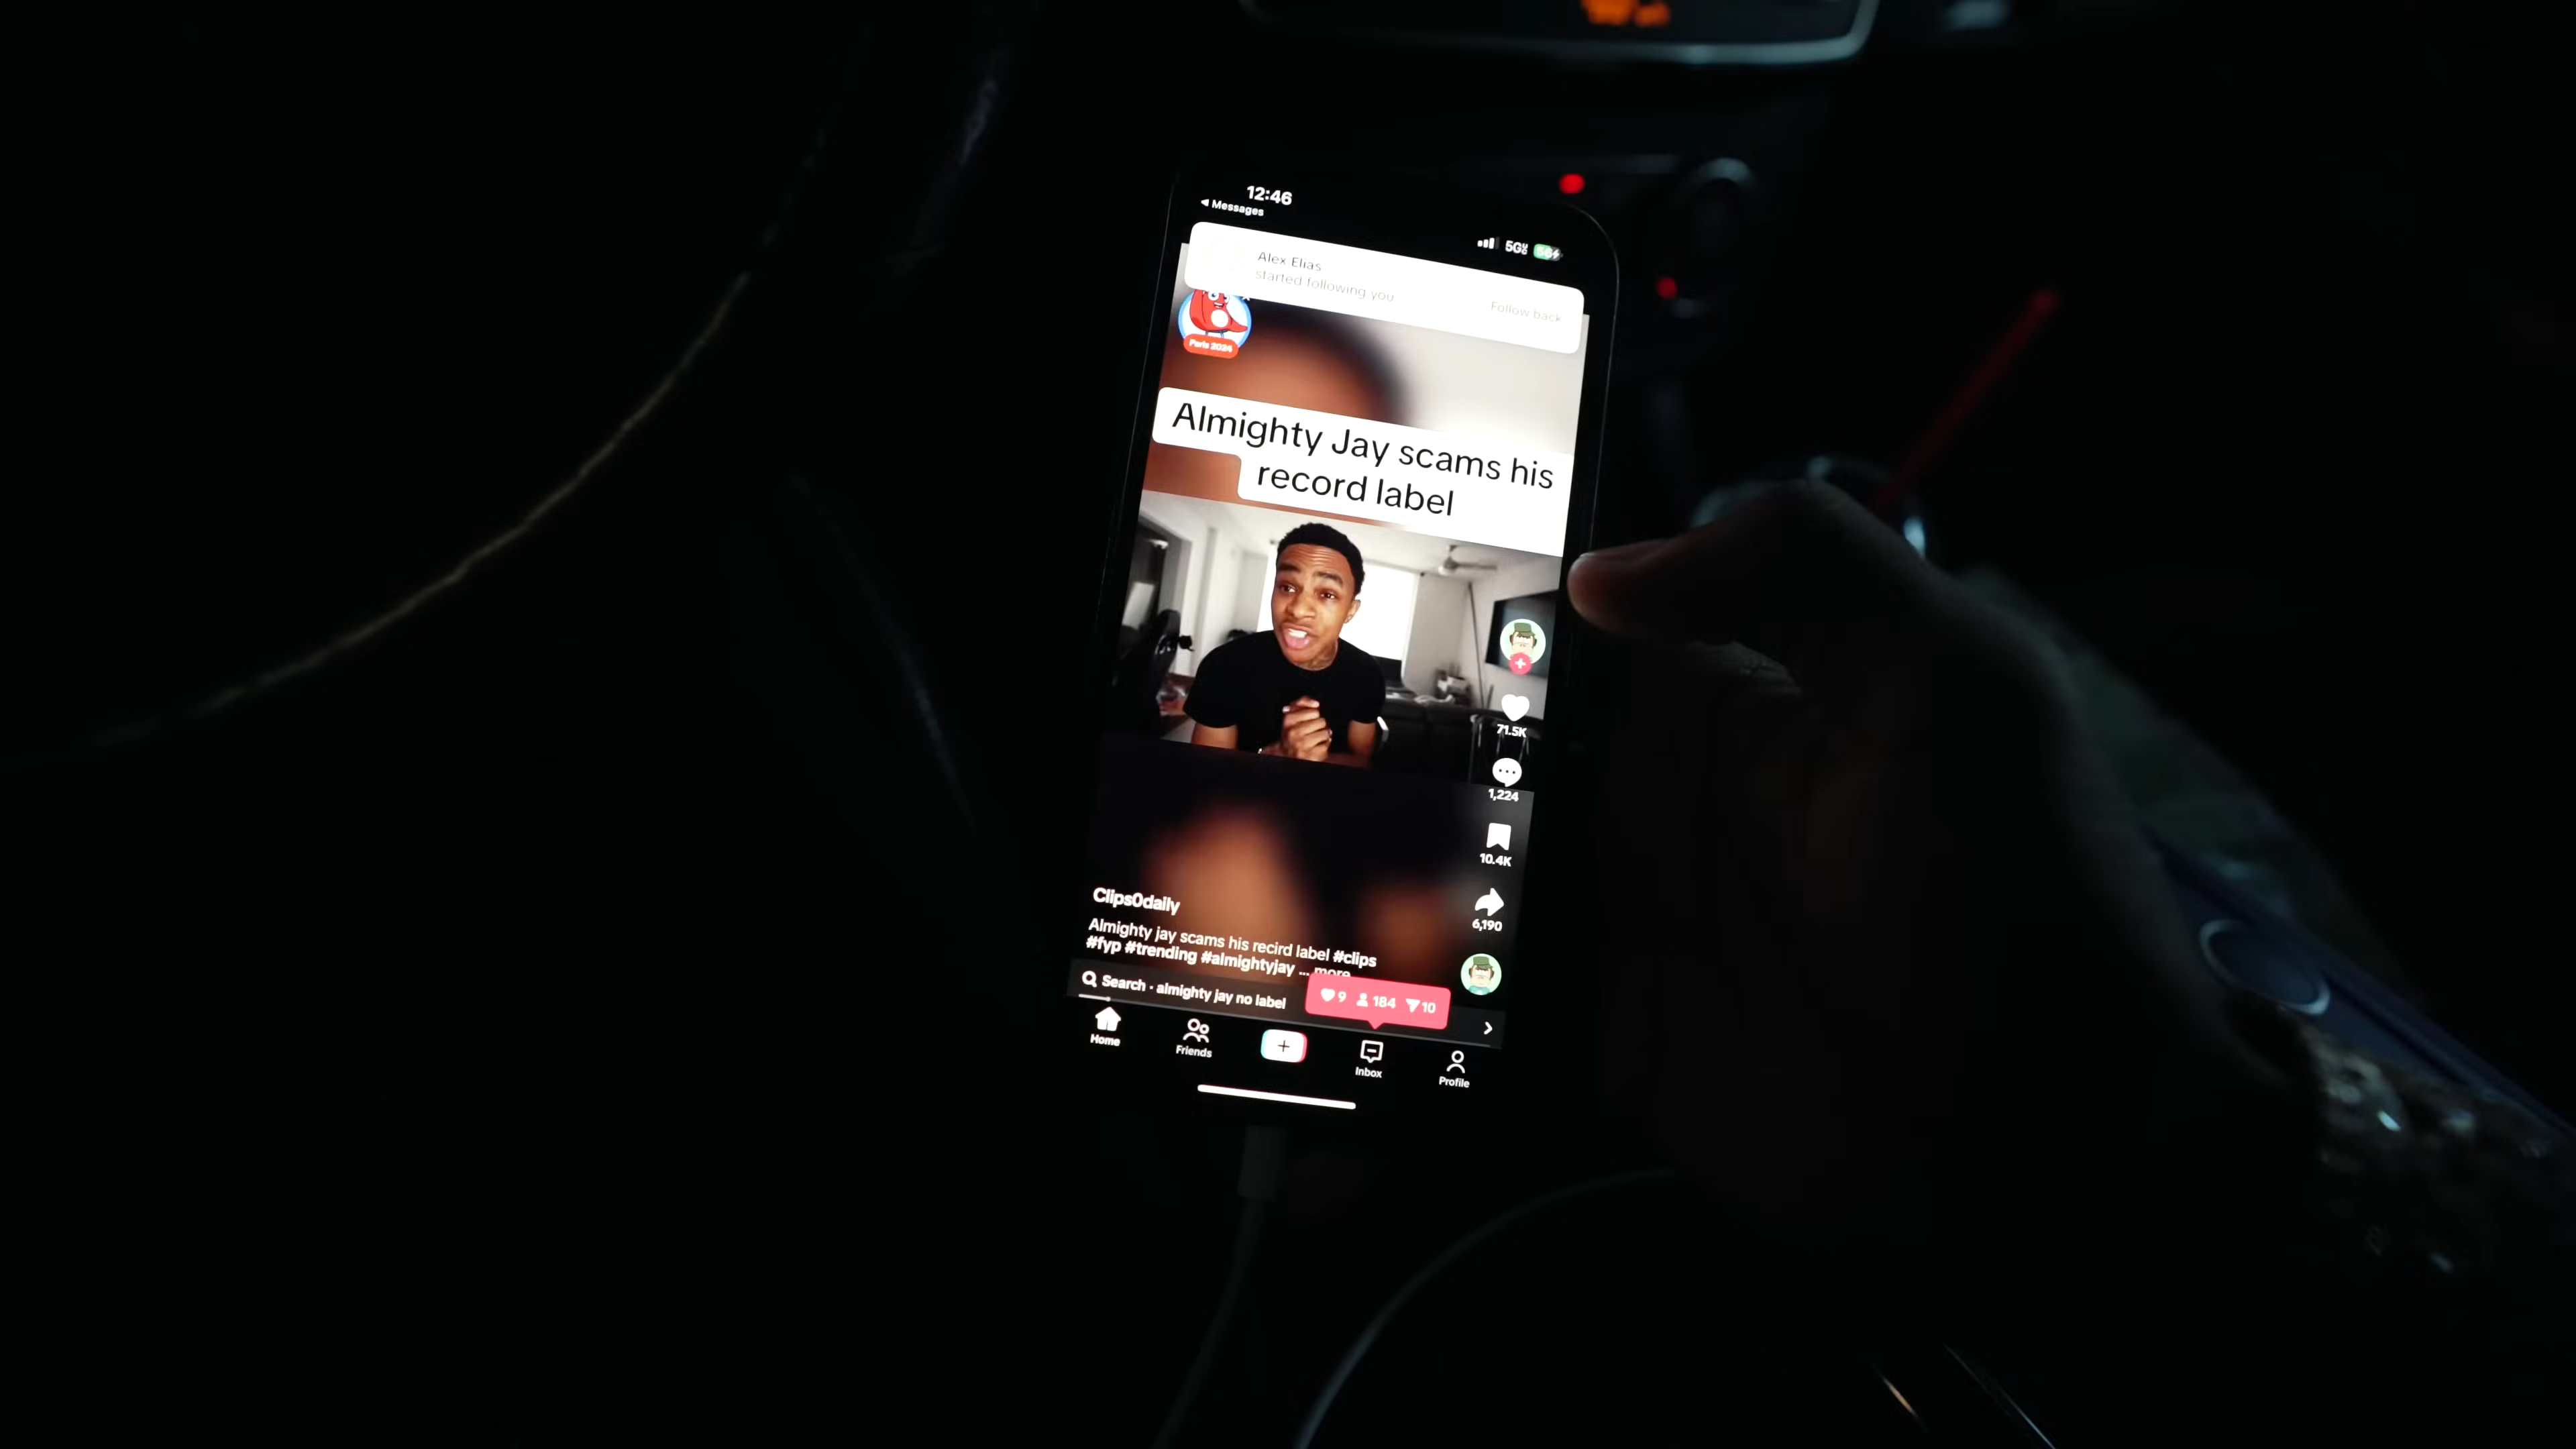 12:46
Messages
5G
Alex Elias
started following you
Follow back
Paris 2024
Almighty Jay scams his
record label
71.5K
1,224
10.4K
6,190
Clips0daily
Almighty jay scams his recird label #clips
#fyp #trending #almightyjay ... more
Search · almighty jay no label
9 184 10
Home
Friends
Inbox
Profile